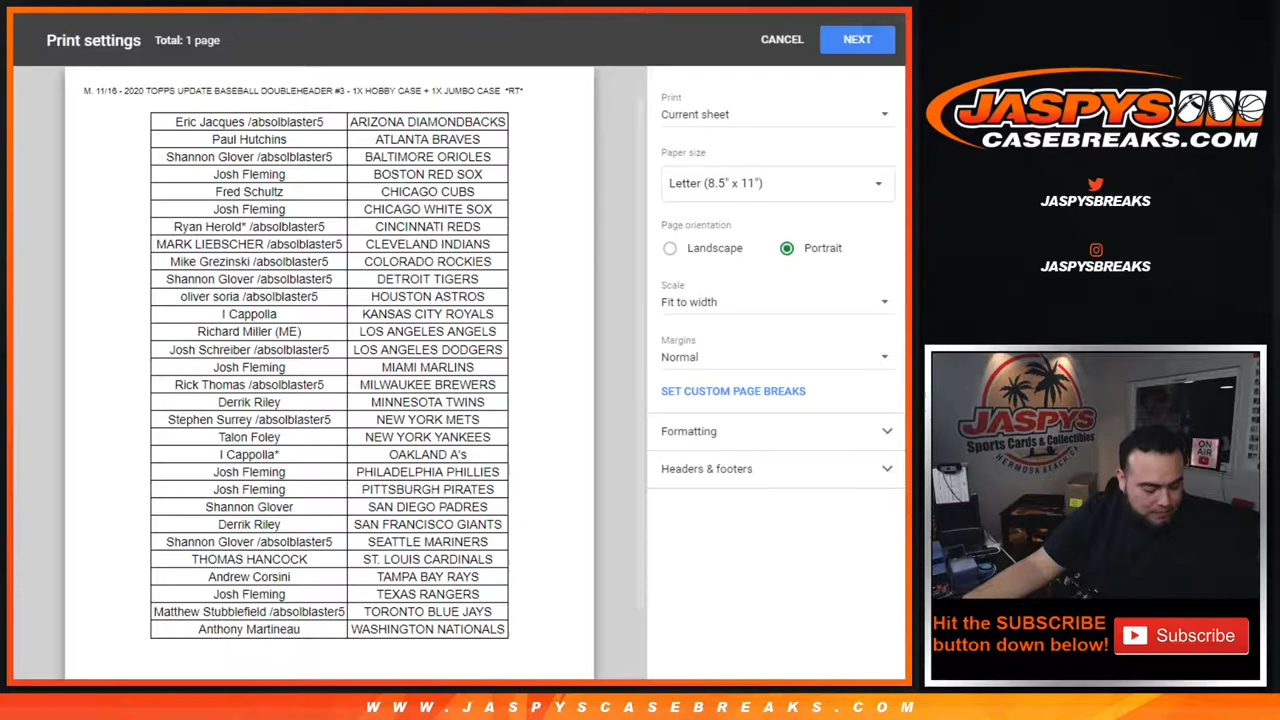 Print settings
Total: 1 page
CANCEL
NEXT
M. 11/16 - 2020 TOPPS UPDATE BASEBALL DOUBLEHEADER #3 - 1X HOBBY CASE + 1X JUMBO CASE *RT*
Eric Jacques /absolblaster5 ARIZONA DIAMONDBACKS
Paul Hutchins ATLANTA BRAVES
Shannon Glover /absolblaster5 BALTIMORE ORIOLES
Josh Fleming BOSTON RED SOX
Fred Schultz CHICAGO CUBS
Josh Fleming CHICAGO WHITE SOX
Ryan Herold* /absolblaster5 CINCINNATI REDS
MARK LIEBSCHER /absolblaster5 CLEVELAND INDIANS
Mike Grezinski /absolblaster5 COLORADO ROCKIES
Shannon Glover /absolblaster5 DETROIT TIGERS
oliver soria /absolblaster5 HOUSTON ASTROS
I Cappolla KANSAS CITY ROYALS
Richard Miller (ME) LOS ANGELES ANGELS
Josh Schreiber /absolblaster5 LOS ANGELES DODGERS
Josh Fleming MIAMI MARLINS
Rick Thomas /absolblaster5 MILWAUKEE BREWERS
Derrik Riley MINNESOTA TWINS
Stephen Surrey /absolblaster5 NEW YORK METS
Talon Foley NEW YORK YANKEES
I Cappolla* OAKLAND A's
Josh Fleming PHILADELPHIA PHILLIES
Josh Fleming PITTSBURGH PIRATES
Shannon Glover SAN DIEGO PADRES
Derrik Riley SAN FRANCISCO GIANTS
Shannon Glover /absolblaster5 SEATTLE MARINERS
THOMAS HANCOCK ST. LOUIS CARDINALS
Andrew Corsini TAMPA BAY RAYS
Josh Fleming TEXAS RANGERS
Matthew Stubblefield /absolblaster5 TORONTO BLUE JAYS
Anthony Martineau WASHINGTON NATIONALS
Print
Current sheet
Paper size
Letter (8.5" x 11")
Page orientation
Landscape
Portrait
Scale
Fit to width
Margins
Normal
SET CUSTOM PAGE BREAKS
Formatting
Headers & footers
JASPYS
CASEBREAKS.COM
JASPYSBREAKS
JASPYSBREAKS
JASPYS
Sports Cards & Collectibles
HERMOSA BEACH CA
ON AIR
Hit the SUBSCRIBE
button down below!
Subscribe
WWW.JASPYSCASEBREAKS.COM